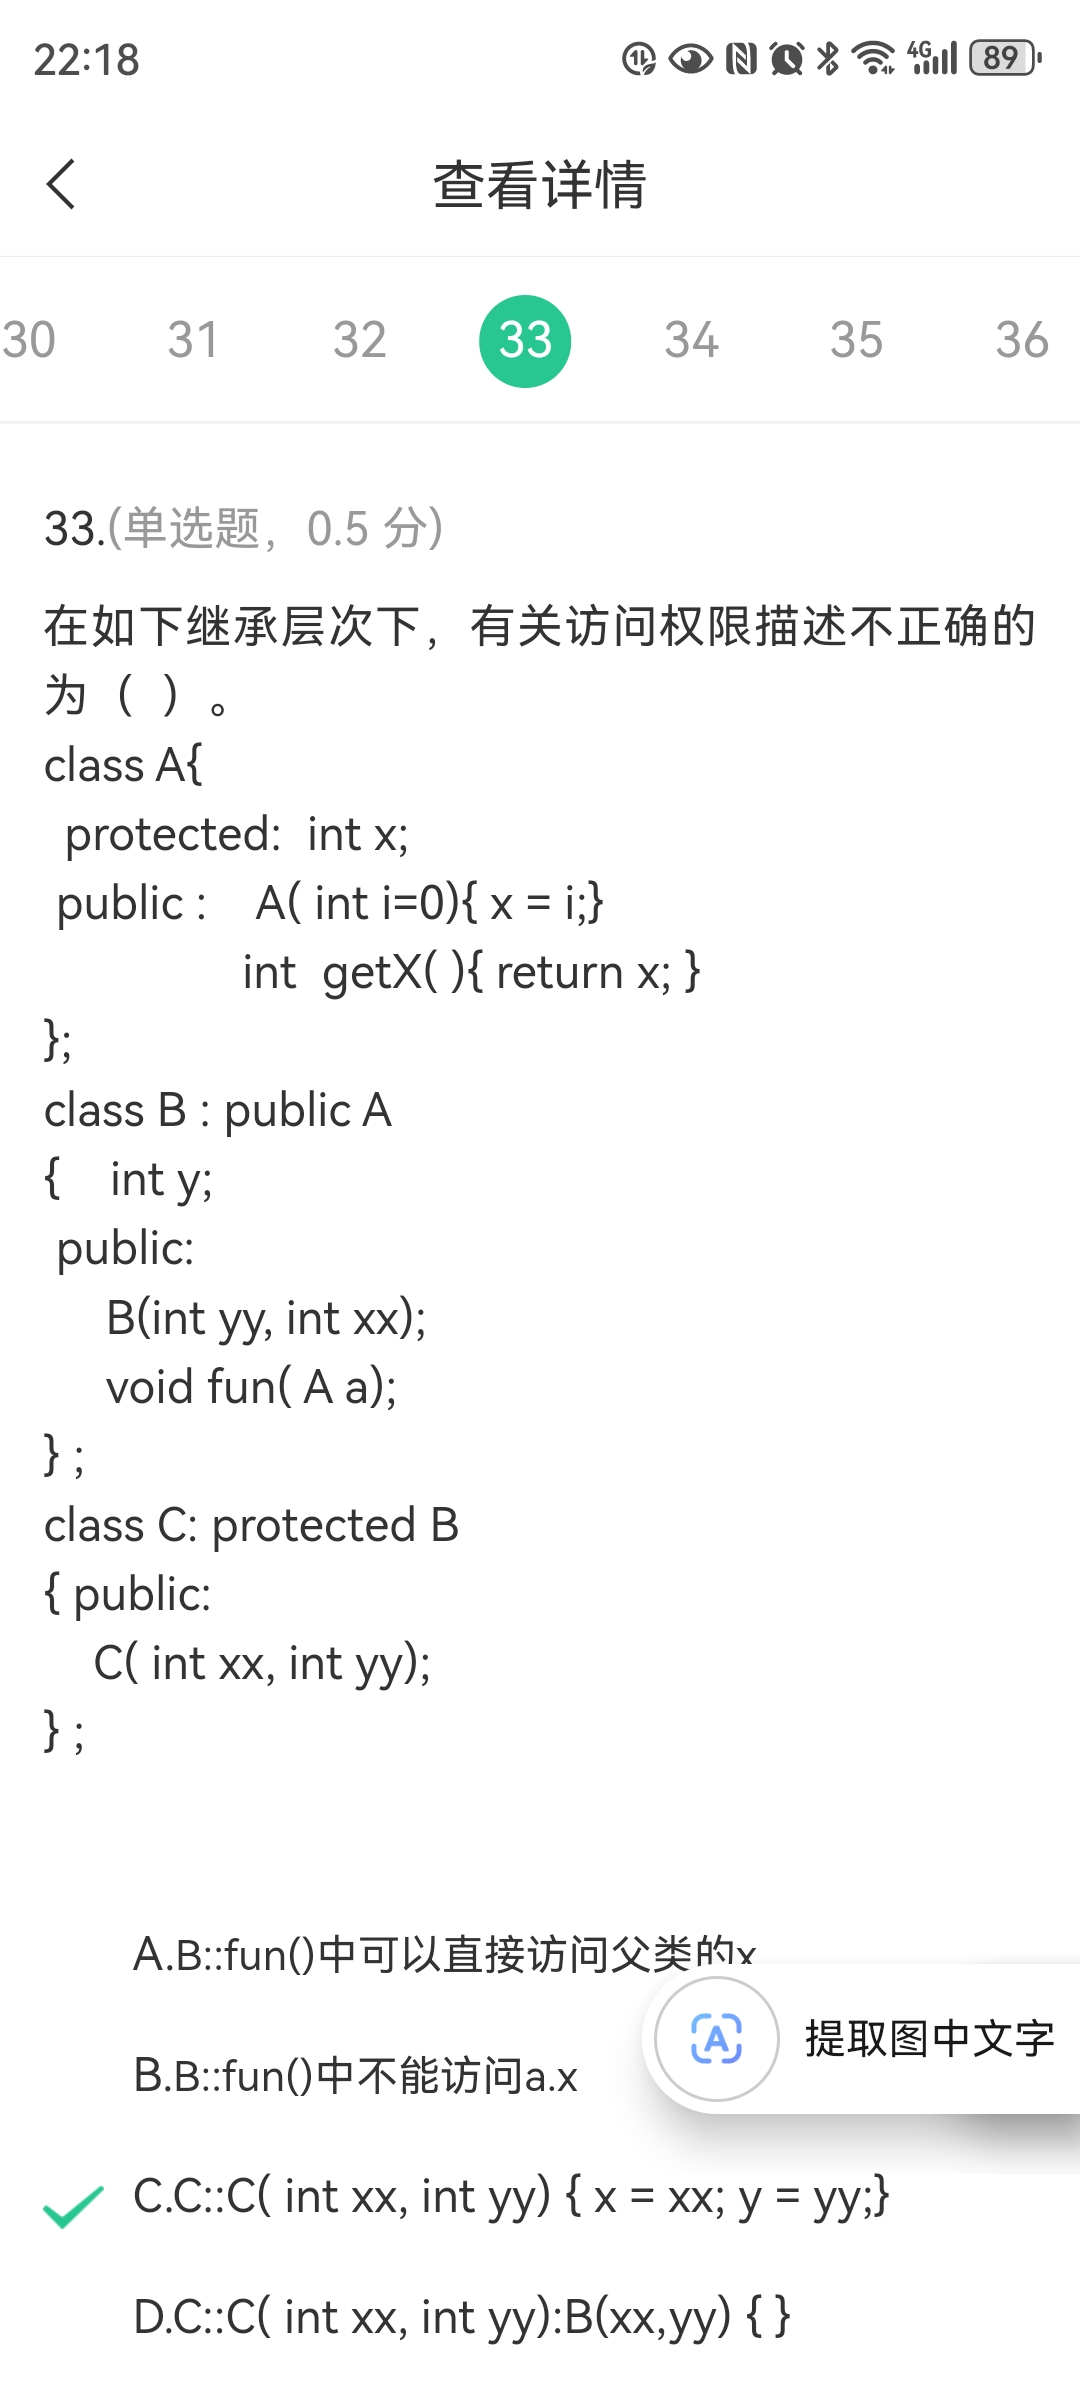 22:18
4G 89
查看详情
30 31 32 33 34 35 36
33.(单选题，0.5 分)
在如下继承层次下，有关访问权限描述不正确的
为（ ）。
class A{
protected: int x;
public : A( int i=0){ x = i;}
int getX( ){ return x; }
};
class B : public A
{ int y;
public:
B(int yy, int xx);
void fun( A a);
} ;
class C: protected B
{ public:
C( int xx, int yy);
} ;
A.B::fun()中可以直接访问父类的x
提取图中文字
B.B::fun()中不能访问a.x
C.C::C( int xx, int yy) { x = xx; y = yy;}
D.C::C( int xx, int yy):B(xx,yy) { }